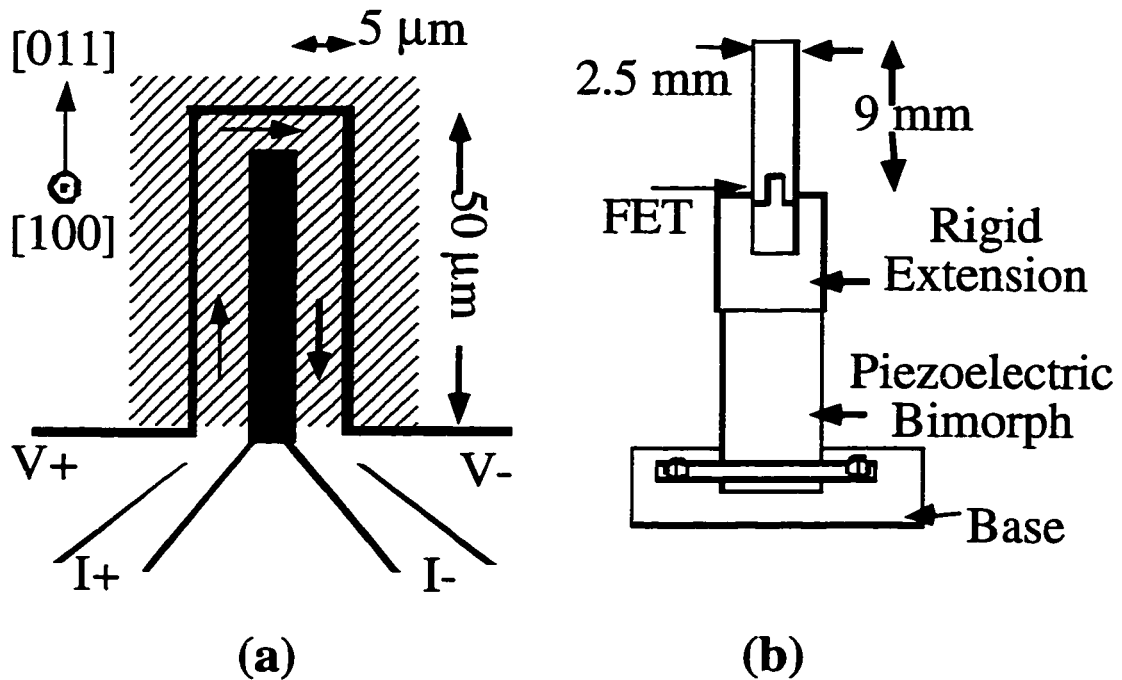 [011]
[100]
5 μm
50 μm
V+
V-
I+
I-
(a)
2.5 mm
9 mm
FET
Rigid
Extension
Piezoelectric
Bimorph
Base
(b)